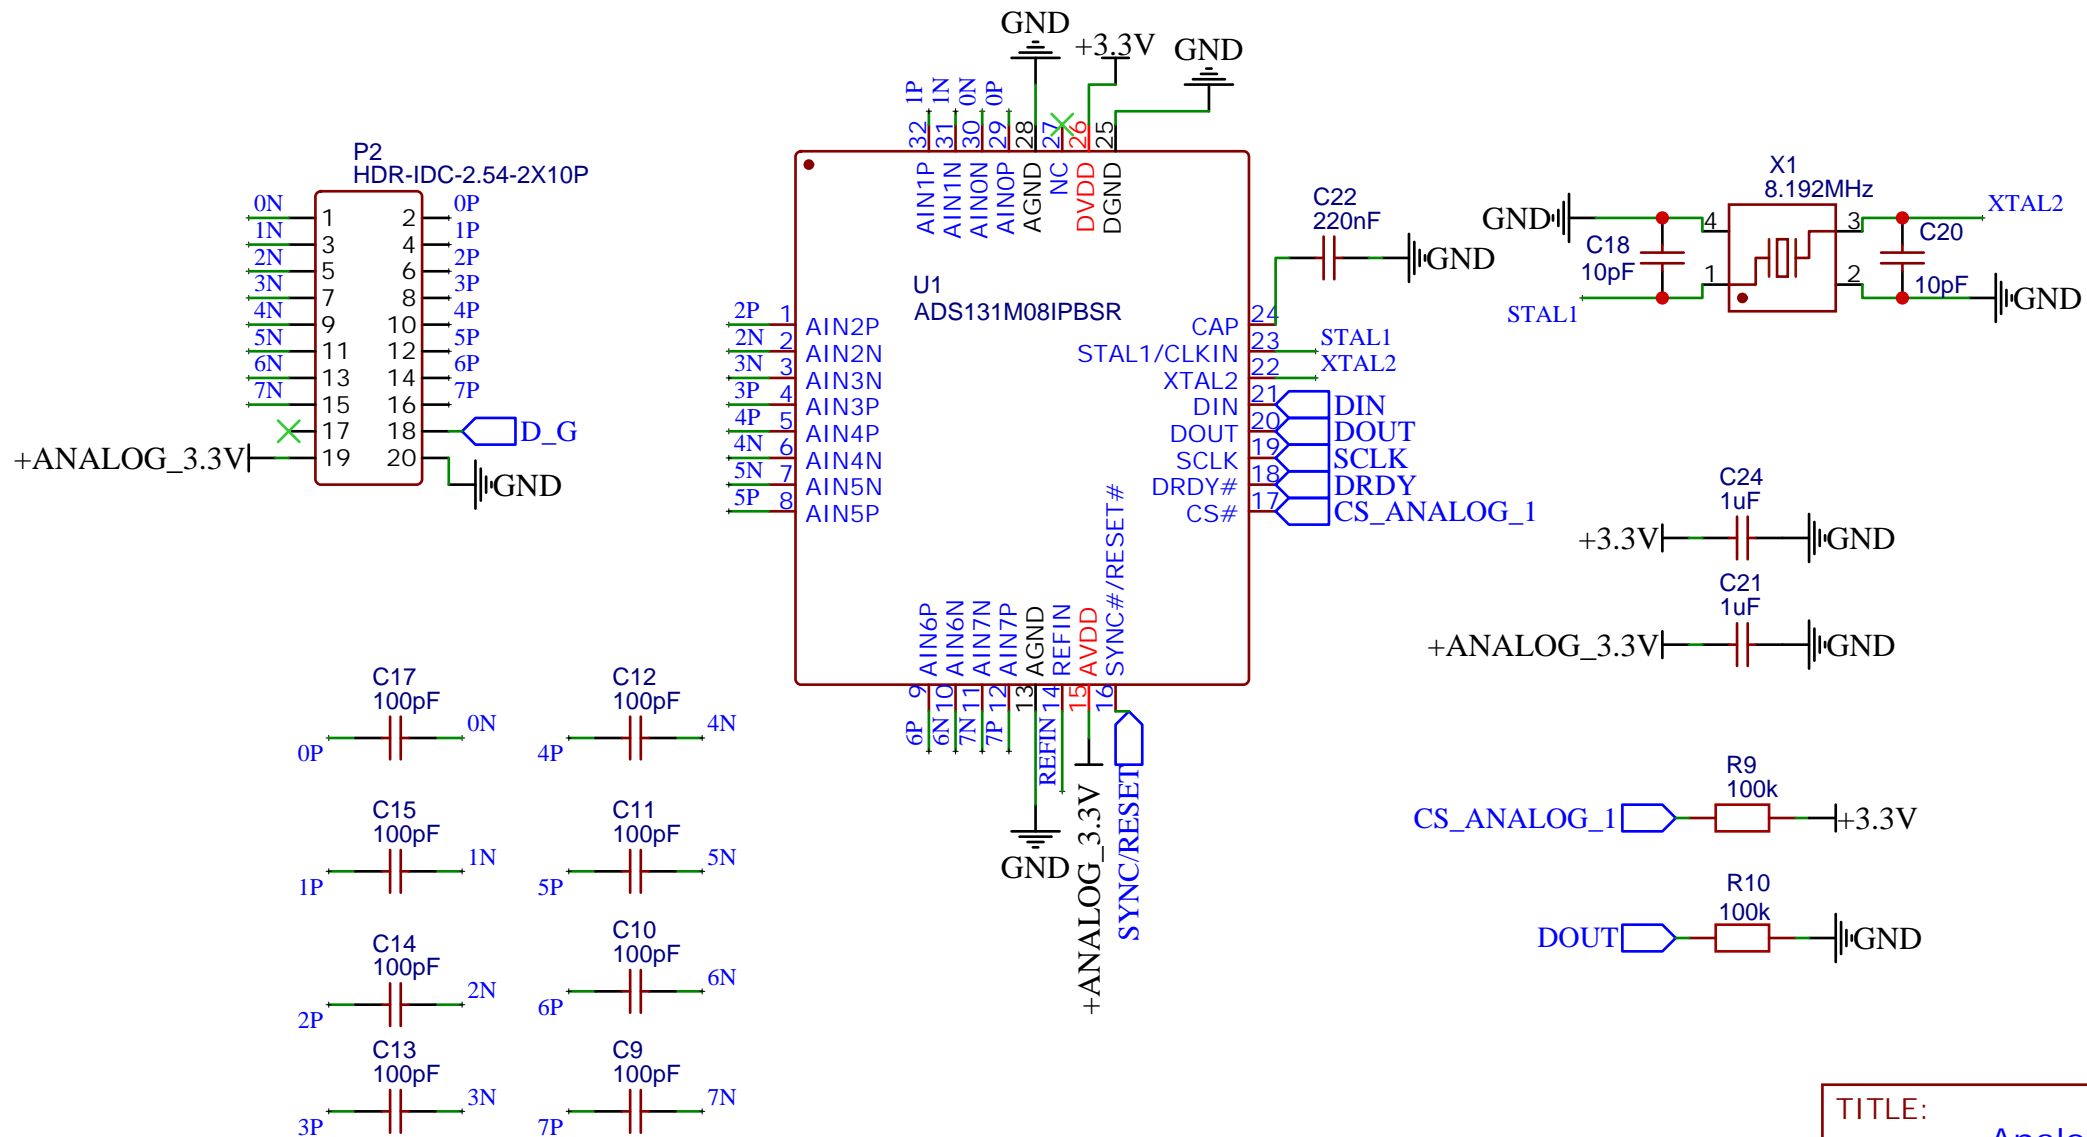 GND
+3.3V
GND
1P
1N
0N
0P
32
31
30
29
28
27
26
25
AIN1P
AIN1N
AIN0N
AIN0P
AGND
NC
DVDD
DGND
P2
HDR-IDC-2.54-2X10P
0N 1 2 0P
1N 3 4 1P
2N 5 6 2P
3N 7 8 3P
4N 9 10 4P
5N 11 12 5P
6N 13 14 6P
7N 15 16 7P
17 18 D_G
+ANALOG_3.3V 19 20 GND
U1
ADS131M08IPBSR
2P 1 AIN2P
2N 2 AIN2N
3N 3 AIN3N
3P 4 AIN3P
4P 5 AIN4P
4N 6 AIN4N
5N 7 AIN5N
5P 8 AIN5P
C22
220nF
GND
CAP 24
STAL1/CLKIN 23 STAL1
XTAL2 22 XTAL2
DIN 21 DIN
DOUT 20 DOUT
SCLK 19 SCLK
DRDY# 18 DRDY
CS# 17 CS_ANALOG_1
AIN6P
AIN6N
AIN7N
AIN7P
AGND
REFIN
AVDD
SYNC#/RESET#
9
10
11
12
13
14
15
16
6P
6N
7N
7P
REFIN
GND
+ANALOG_3.3V
SYNC/RESET
X1
8.192MHz
GND 4 3 XTAL2
C18
10pF
C20
10pF
STAL1 1 2 GND
C24
1uF
+3.3V GND
C21
1uF
+ANALOG_3.3V GND
R9
100k
CS_ANALOG_1 +3.3V
R10
100k
DOUT GND
C17
100pF
0P 0N
C12
100pF
4P 4N
C15
100pF
1P 1N
C11
100pF
5P 5N
C14
100pF
2P 2N
C10
100pF
6P 6N
C13
100pF
3P 3N
C9
100pF
7P 7N
TITLE: